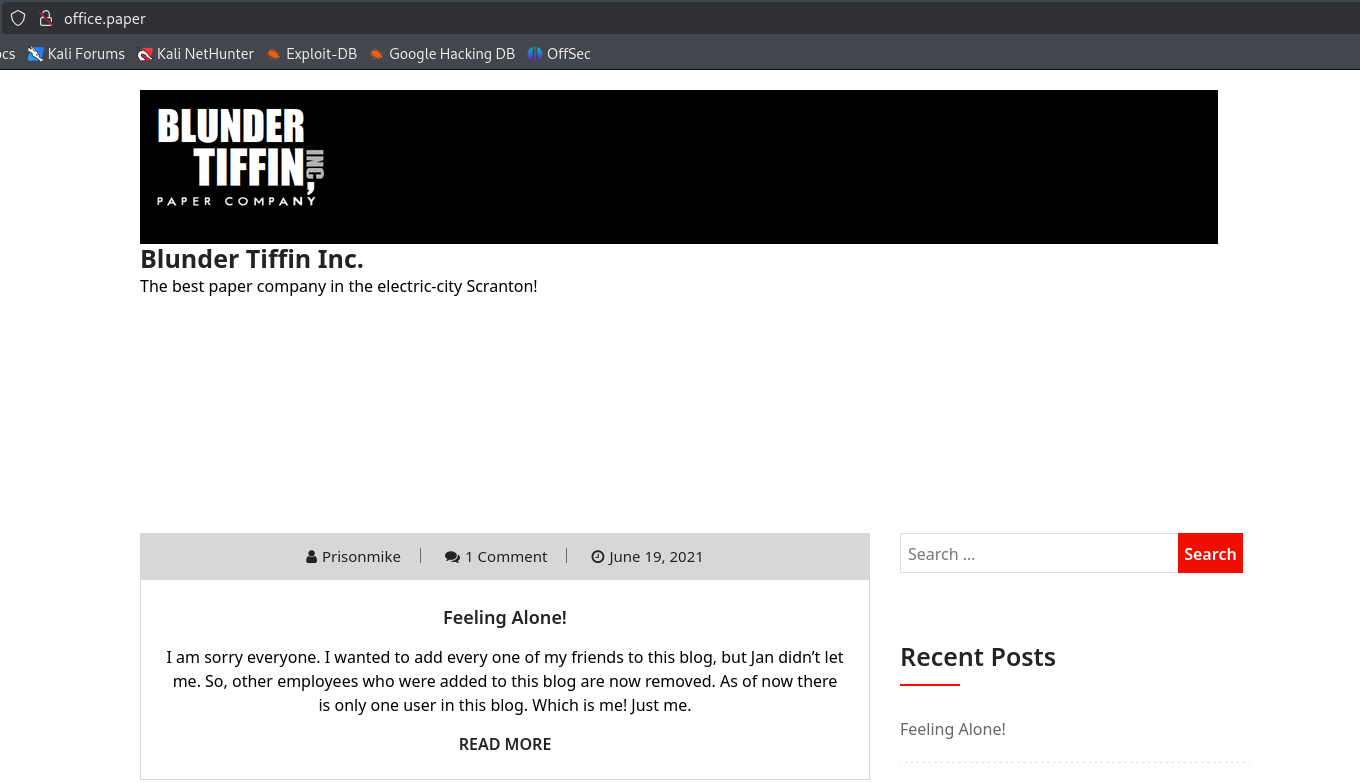 office.paper
ocs Kali Forums Kali NetHunter Exploit-DB Google Hacking DB OffSec
BLUNDER
TIFFIN, INC
PAPER COMPANY
Blunder Tiffin Inc.
The best paper company in the electric-city Scranton!
Prisonmike 1 Comment June 19, 2021
Search ... Search
Feeling Alone!
I am sorry everyone. I wanted to add every one of my friends to this blog, but Jan didn’t let
me. So, other employees who were added to this blog are now removed. As of now there
is only one user in this blog. Which is me! Just me.
READ MORE
Recent Posts
Feeling Alone!